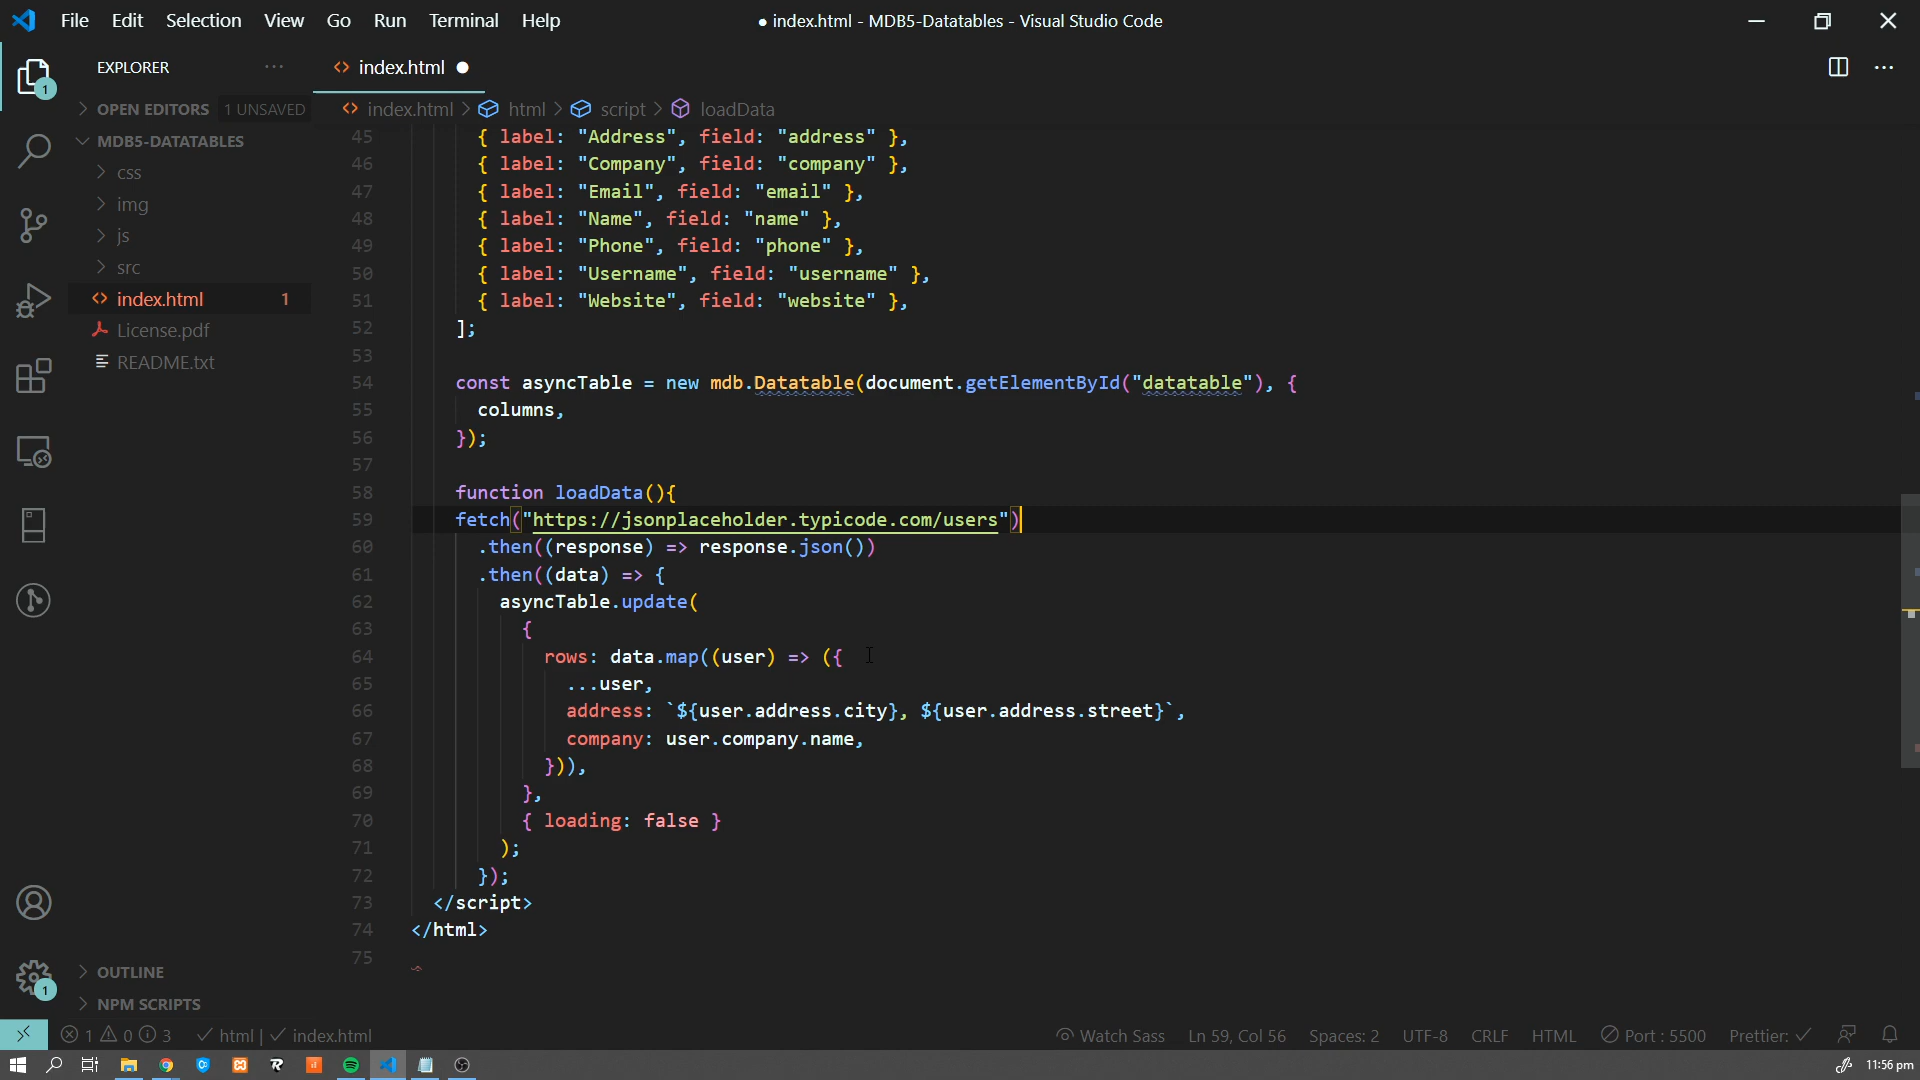 File Edit Selection View Go Run Terminal Help
● index.html - MDB5-Datatables - Visual Studio Code
EXPLORER
index.html
OPEN EDITORS 1 UNSAVED
index.html > html > script > loadData
MDB5-DATATABLES
css
img
js
src
index.html 1
License.pdf
README.txt
45 { label: "Address", field: "address" },
46 { label: "Company", field: "company" },
47 { label: "Email", field: "email" },
48 { label: "Name", field: "name" },
49 { label: "Phone", field: "phone" },
50 { label: "Username", field: "username" },
51 { label: "Website", field: "website" },
52 ];
53
54 const asyncTable = new mdb.Datatable(document.getElementById("datatable"), {
55 columns,
56 });
57
58 function loadData(){
59 fetch("https://jsonplaceholder.typicode.com/users")
60 .then((response) => response.json())
61 .then((data) => {
62 asyncTable.update(
63 {
64 rows: data.map((user) => ({
65 ...user,
66 address: `${user.address.city}, ${user.address.street}`,
67 company: user.company.name,
68 })),
69 },
70 { loading: false }
71 );
72 });
73 </script>
74 </html>
75
1
1
OUTLINE
NPM SCRIPTS
1 0 3 html | index.html
Watch Sass Ln 59, Col 56 Spaces: 2 UTF-8 CRLF HTML Port : 5500 Prettier:
11:56 pm